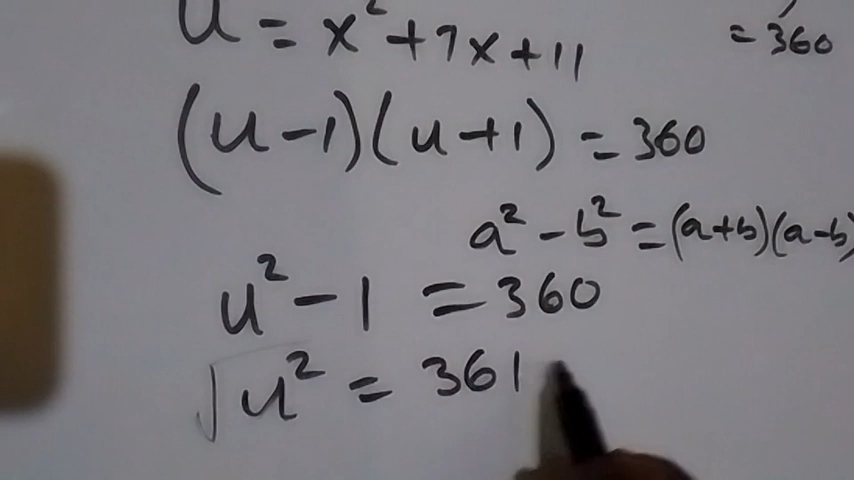 u = x² + 7x + 11
= 360
(u - 1)(u + 1) = 360
a² - b² = (a+b)(a-b)
u² - 1 = 360
√u² = 361